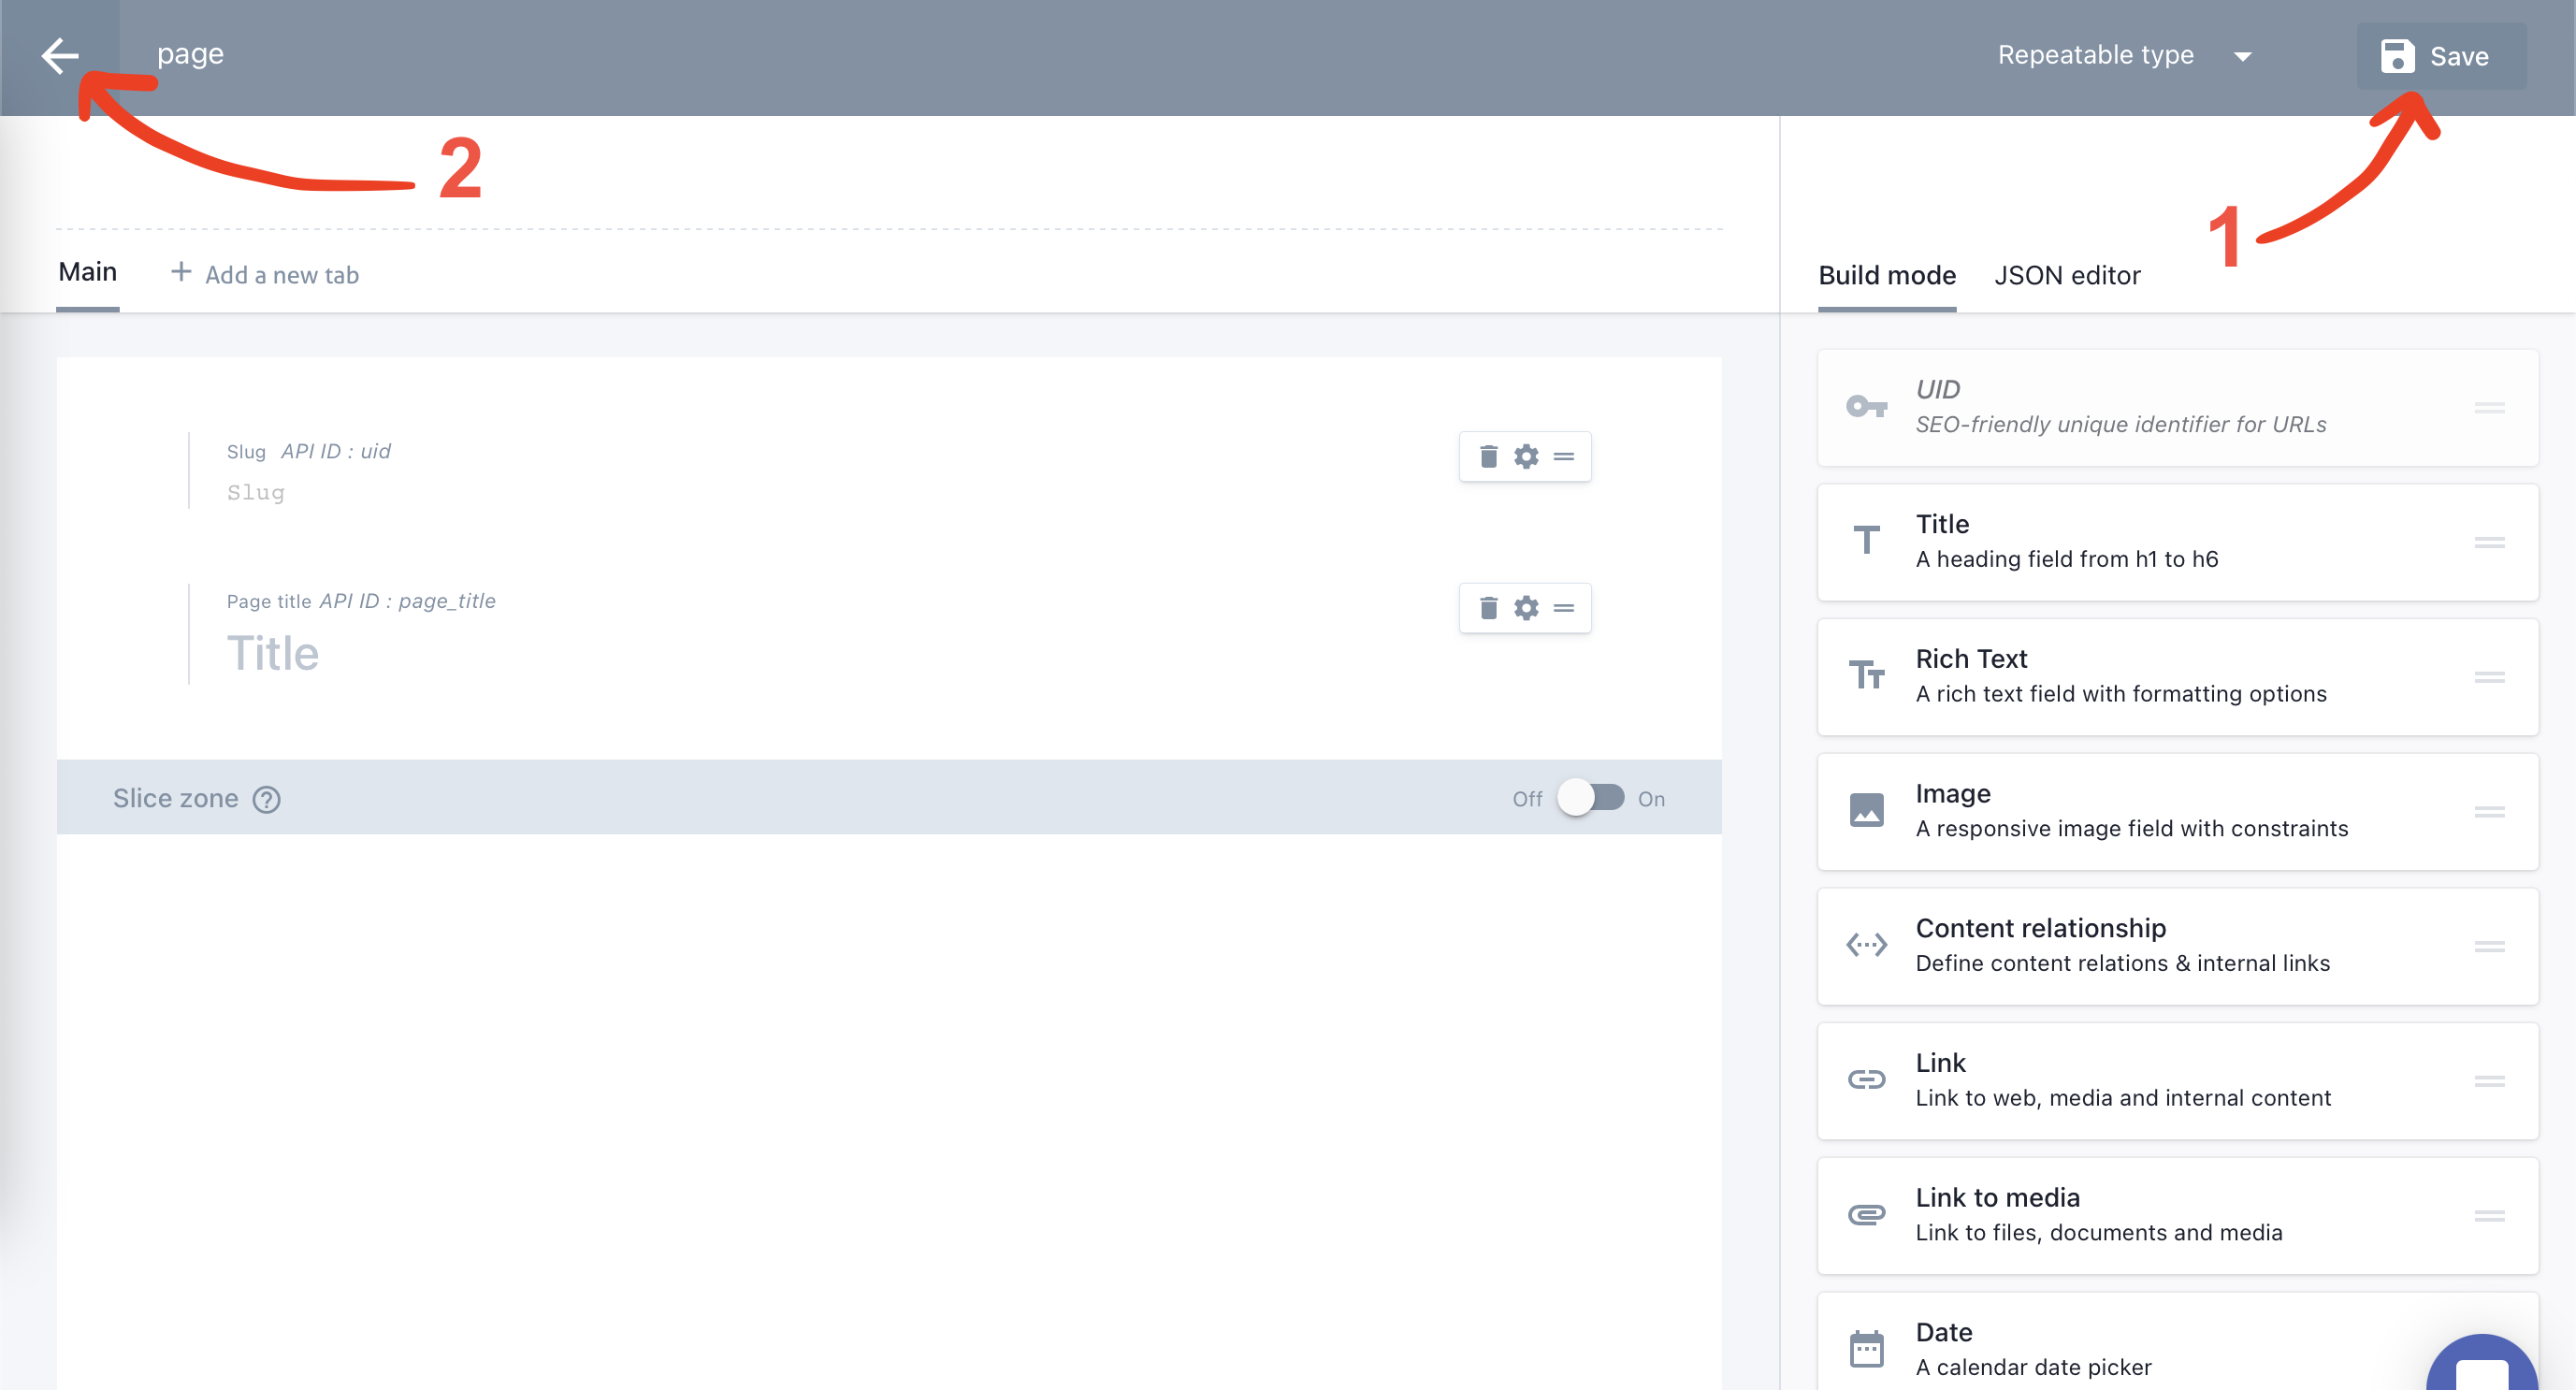 page
Repeatable type
Save
2
1
Main
+ Add a new tab
Build mode
JSON editor
Slug API ID : uid
Slug
Page title API ID : page_title
Title
Slice zone ?
Off
On
UID
SEO-friendly unique identifier for URLs
Title
A heading field from h1 to h6
Rich Text
A rich text field with formatting options
Image
A responsive image field with constraints
Content relationship
Define content relations & internal links
Link
Link to web, media and internal content
Link to media
Link to files, documents and media
Date
A calendar date picker